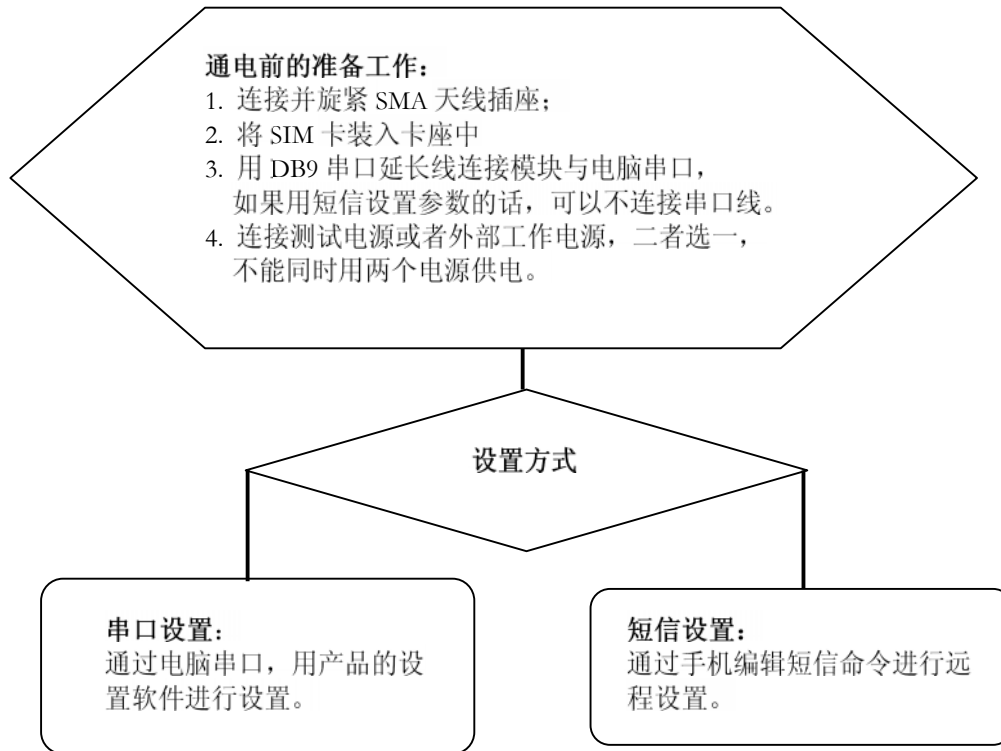 通电前的准备工作：
1. 连接并旋紧 SMA 天线插座；
2. 将 SIM 卡装入卡座中
3. 用 DB9 串口延长线连接模块与电脑串口，
如果用短信设置参数的话，可以不连接串口线。
4. 连接测试电源或者外部工作电源，二者选一，
不能同时用两个电源供电。
设置方式
串口设置：
通过电脑串口，用产品的设
置软件进行设置。
短信设置：
通过手机编辑短信命令进行远
程设置。